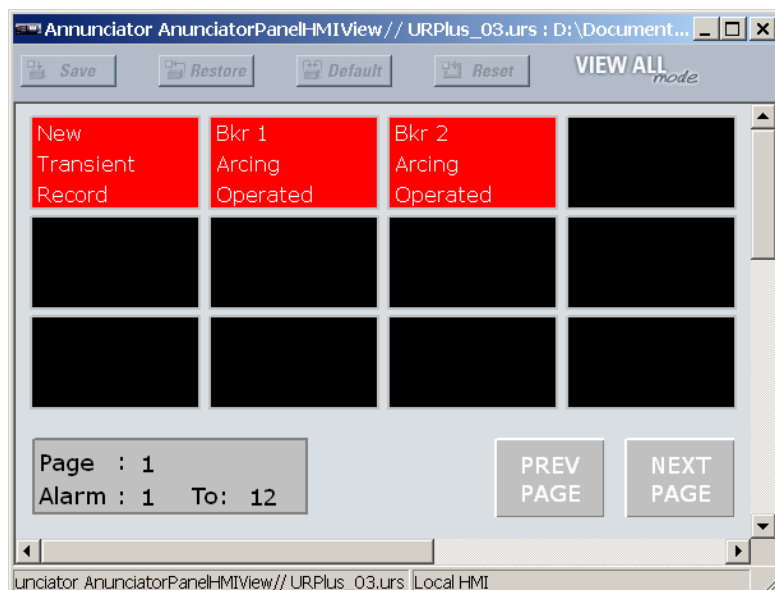 Annunciator AnunciatorPanelHMIView// URPlus_03.urs : D:\Document...
Save Restore Default Reset VIEW ALL mode
New Bkr 1 Bkr 2
Transient Arcing Arcing
Record Operated Operated
Page : 1 PREV NEXT
Alarm : 1 To: 12 PAGE PAGE
unciator AnunciatorPanelHMIView// URPlus_03.urs Local HMI